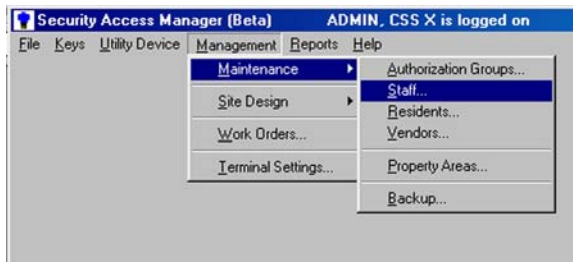 Security Access Manager (Beta) ADMIN, CSS X is logged on
File Keys Utility Device Management Reports Help
Maintenance
Site Design
Work Orders...
Terminal Settings...
Authorization Groups...
Staff...
Residents...
Vendors...
Property Areas...
Backup...